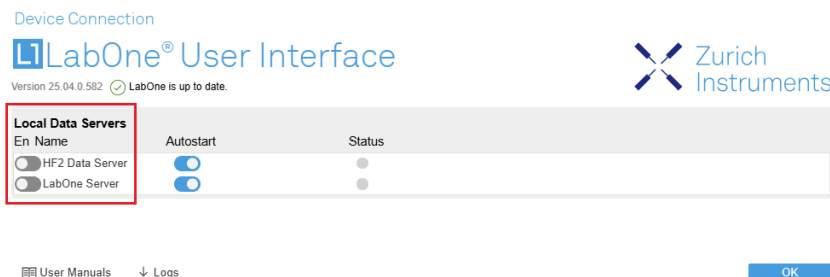 Device Connection
L1 LabOne® User Interface
Zurich
Instruments
Version 25.04.0.582 LabOne is up to date.
Local Data Servers
En Name Autostart Status
HF2 Data Server
LabOne Server
User Manuals ↓ Logs OK